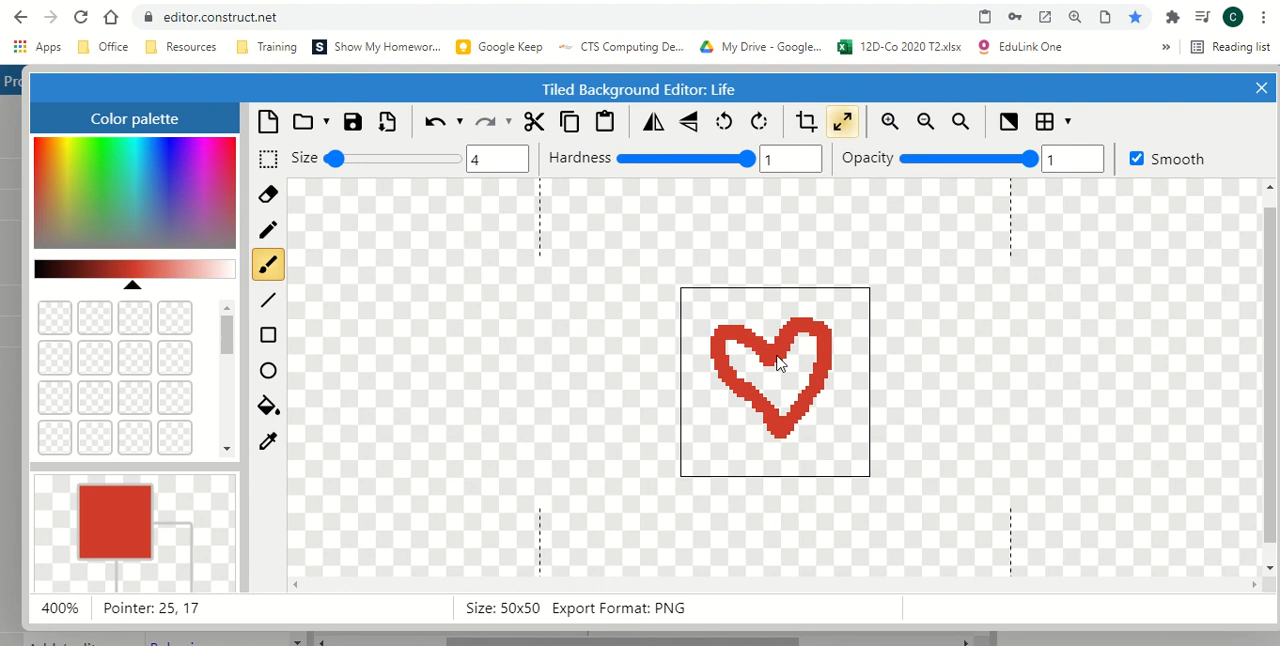 editor.construct.net
C
Apps Office Resources Training S Show My Homewor... Google Keep CTS Computing De... My Drive - Google... 12D-Co 2020 T2.xlsx EduLink One » Reading list
Tiled Background Editor: Life
Color palette
Size 4 Hardness 1 Opacity 1 Smooth
400% Pointer: 25, 17 Size: 50x50 Export Format: PNG